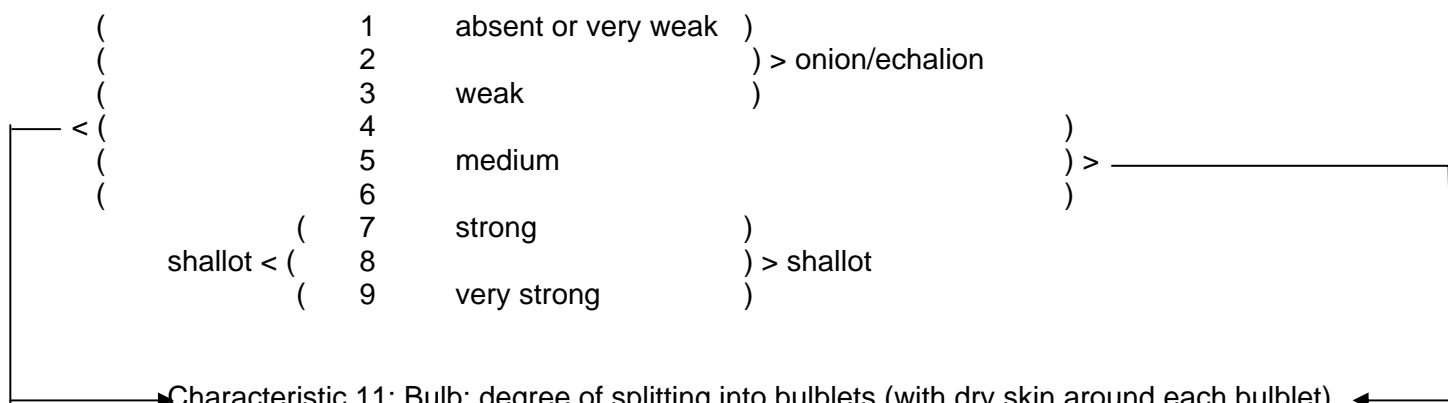 ( 1 absent or very weak )
( 2 ) > onion/echalion
( 3 weak )
< ( 4 )
( 5 medium ) >
( 6 )
( 7 strong )
shallot < ( 8 ) > shallot
( 9 very strong )
Characteristic 11: Bulb: degree of splitting into bulblets (with dry skin around each bulblet)